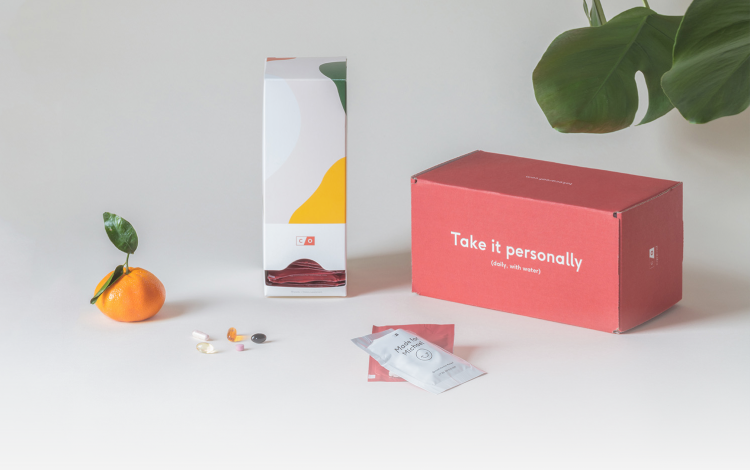 C/O
Take it personally
(daily, with water)
Made for
Michael